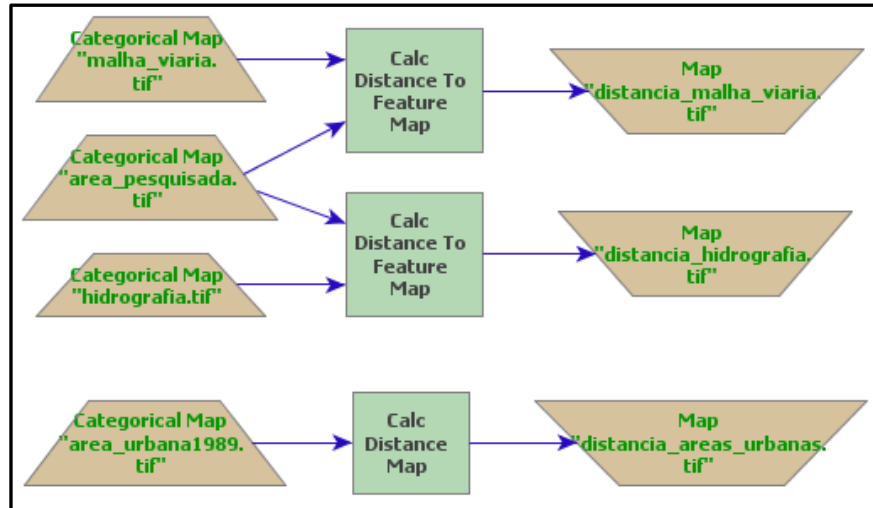 Categorical Map
"malha_viaria.
tif"
Calc
Distance To
Feature
Map
Map
"distancia_malha_viaria.
tif"
Categorical Map
"area_pesquisada.
tif"
Calc
Distance To
Feature
Map
Map
"distancia_hidrografia.
tif"
Categorical Map
"hidrografia.tif"
Categorical Map
"area_urbana1989.
tif"
Calc
Distance
Map
Map
"distancia_areas_urbanas.
tif"